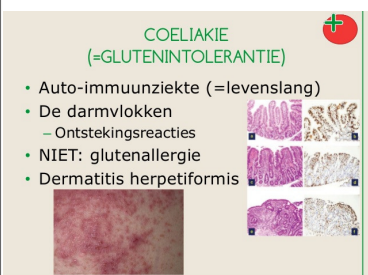 COELIAKIE
(=GLUTENINTOLERANTIE)
• Auto-immuunziekte (=levenslang)
• De darmvlokken
– Ontstekingsreacties
• NIET: glutenallergie
• Dermatitis herpetiformis